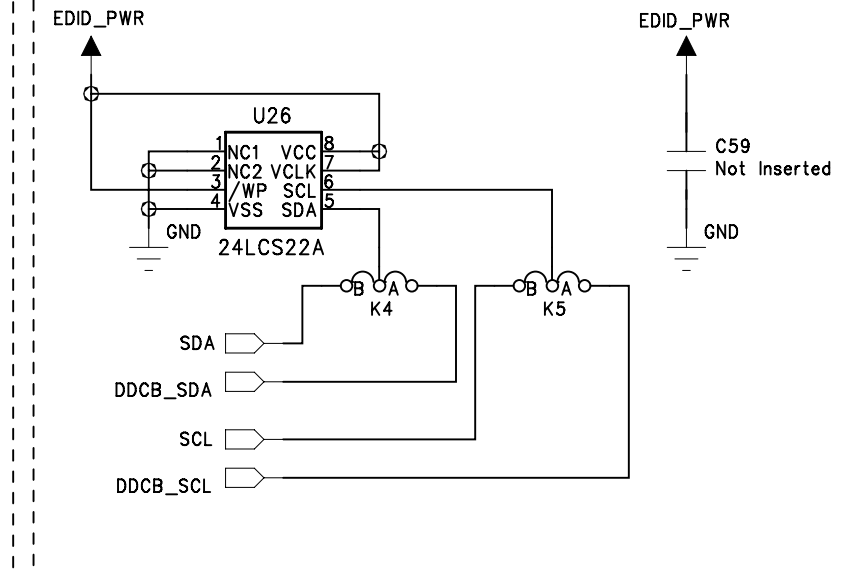 EDID_PWR
EDID_PWR
U26
1 NC1 VCC 8
2 NC2 VCLK 7
3 /WP SCL 6
4 VSS SDA 5
GND
24LCS22A
C59
Not Inserted
GND
B A
K4
B A
K5
SDA
DDCB_SDA
SCL
DDCB_SCL